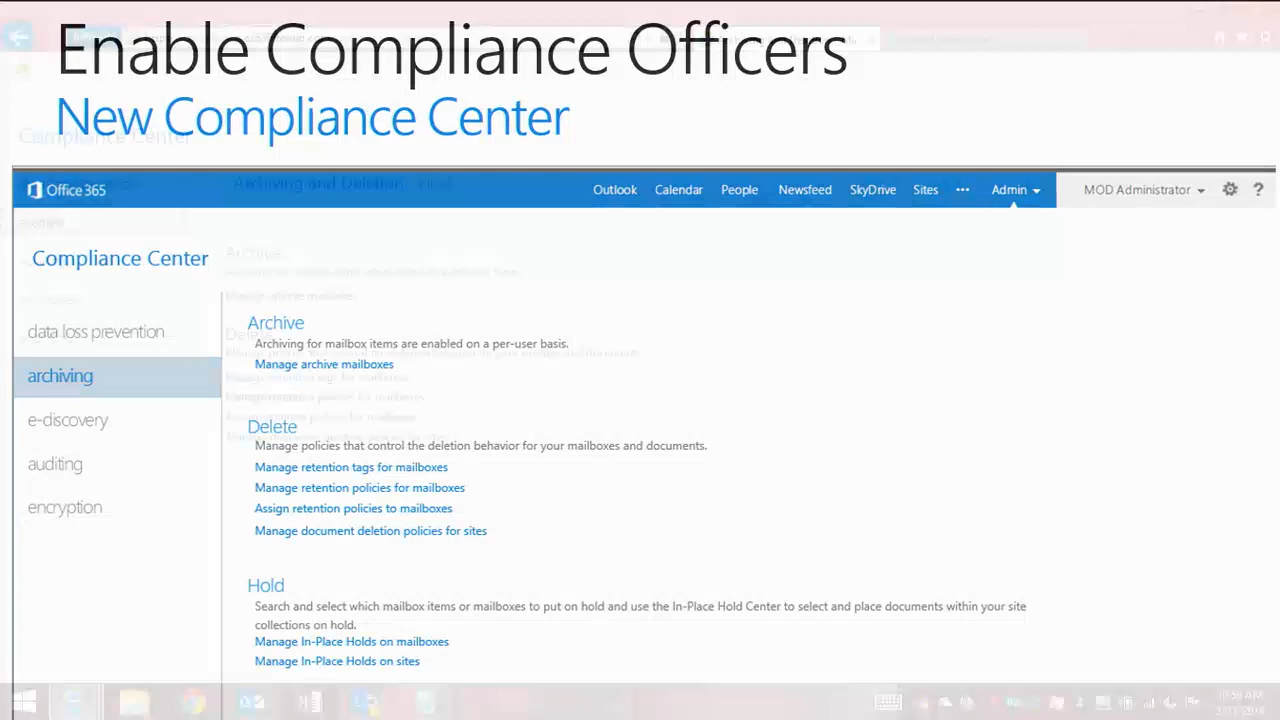 Enable Compliance Officers
New Compliance Center
Compliance Center
Office 365
Archiving and Deletion
Outlook Calendar People Newsfeed SkyDrive Sites ••• Admin MOD Administrator ?
Compliance Center
data loss prevention
archiving
e-discovery
auditing
encryption
Archive
Archiving for mailbox items are enabled on a per-user basis.
Manage archive mailboxes
Delete
Manage policies that control the deletion behavior for your mailboxes and documents.
Manage retention tags for mailboxes
Manage retention policies for mailboxes
Assign retention policies to mailboxes
Manage document deletion policies for sites
Hold
Search and select which mailbox items or mailboxes to put on hold and use the In-Place Hold Center to select and place documents within your site
collections on hold.
Manage In-Place Holds on mailboxes
Manage In-Place Holds on sites